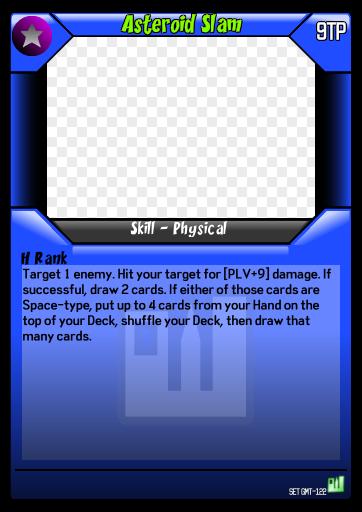 Asteroid Slam
9TP
Skill - Physical
H Rank
Target 1 enemy. Hit your target for [PLV+9] damage. If
successful, draw 2 cards. If either of those cards are
Space-type, put up to 4 cards from your Hand on the
top of your Deck, shuffle your Deck, then draw that
many cards.
SET GMT-122